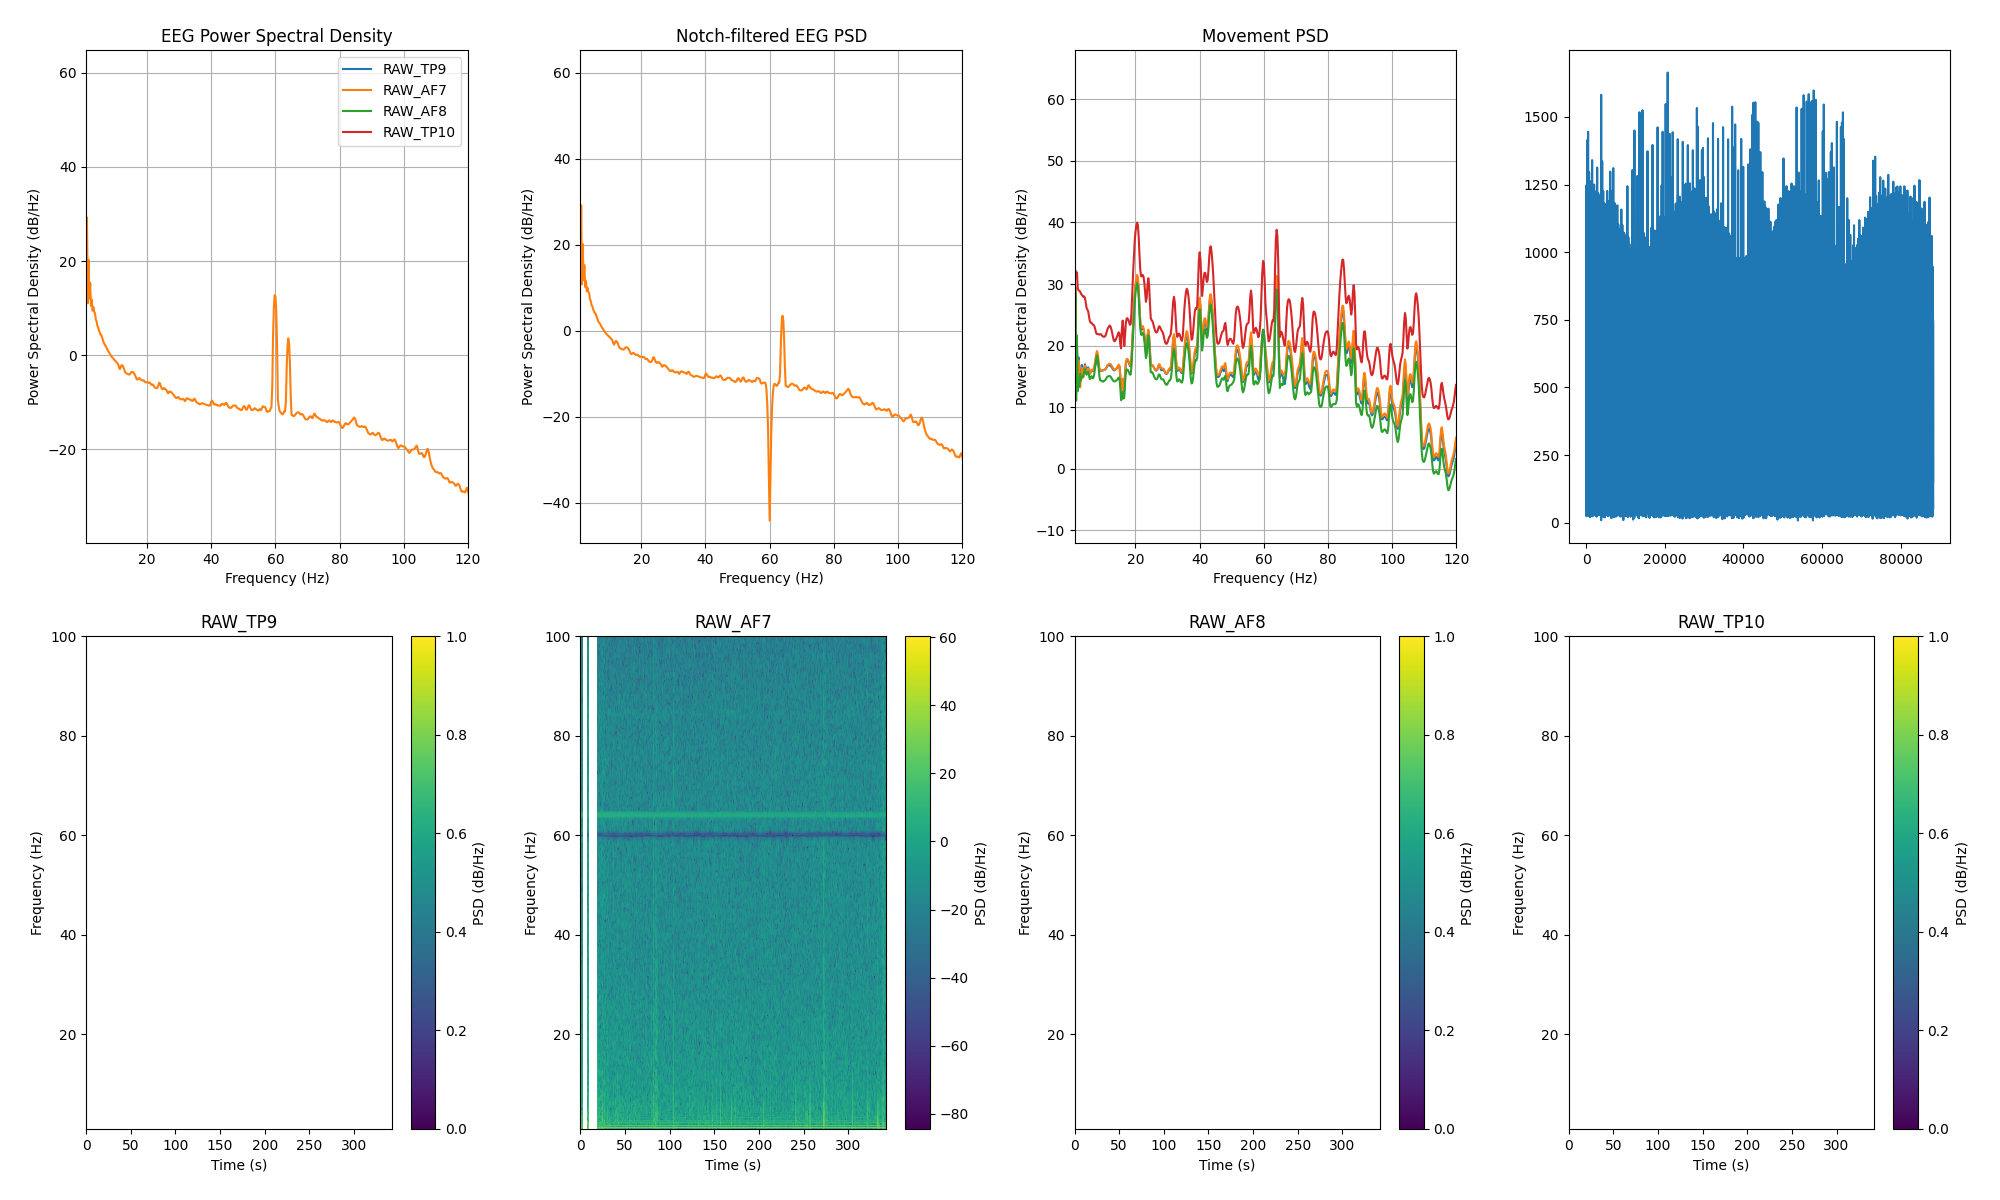 EEG Power Spectral Density
Power Spectral Density (dB/Hz)
60
40
20
0
−20
RAW_TP9
RAW_AF7
RAW_AF8
RAW_TP10
20 40 60 80 100 120
Frequency (Hz)
Notch-filtered EEG PSD
Power Spectral Density (dB/Hz)
60
40
20
0
−20
−40
20 40 60 80 100 120
Frequency (Hz)
Movement PSD
Power Spectral Density (dB/Hz)
60
50
40
30
20
10
0
−10
20 40 60 80 100 120
Frequency (Hz)
1500
1250
1000
750
500
250
0
0 20000 40000 60000 80000
RAW_TP9
Frequency (Hz)
100
80
60
40
20
0 50 100 150 200 250 300
Time (s)
1.0
0.8
0.6
0.4
0.2
0.0
PSD (dB/Hz)
RAW_AF7
Frequency (Hz)
100
80
60
40
20
0 50 100 150 200 250 300
Time (s)
60
40
20
0
−20
−40
−60
−80
PSD (dB/Hz)
RAW_AF8
Frequency (Hz)
100
80
60
40
20
0 50 100 150 200 250 300
Time (s)
1.0
0.8
0.6
0.4
0.2
0.0
PSD (dB/Hz)
RAW_TP10
Frequency (Hz)
100
80
60
40
20
0 50 100 150 200 250 300
Time (s)
1.0
0.8
0.6
0.4
0.2
0.0
PSD (dB/Hz)